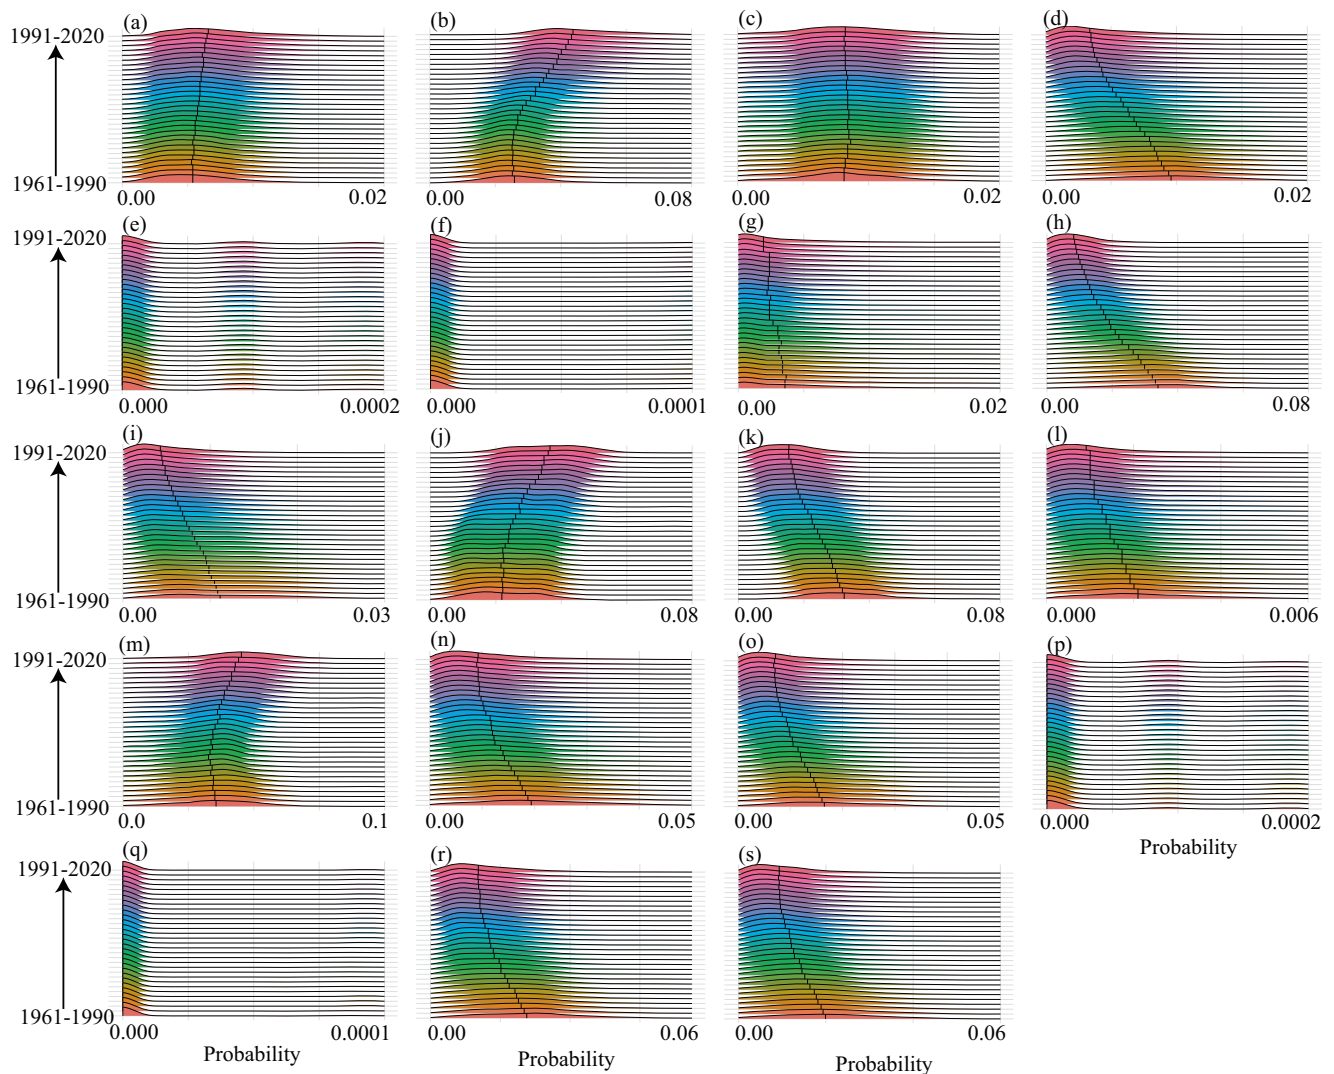 (a) (b) (c) (d)
1991-2020
1961-1990
0.00 0.02 0.00 0.08 0.00 0.02 0.00 0.02
(e) (f) (g) (h)
1991-2020
1961-1990
0.000 0.0002 0.000 0.0001 0.00 0.02 0.00 0.08
(i) (j) (k) (l)
1991-2020
1961-1990
0.00 0.03 0.00 0.08 0.00 0.08 0.000 0.006
(m) (n) (o) (p)
1991-2020
1961-1990
0.0 0.1 0.00 0.05 0.00 0.05 0.000 0.0002
Probability
(q) (r) (s)
1991-2020
1961-1990
0.000 0.0001 0.00 0.06 0.00 0.06
Probability Probability Probability